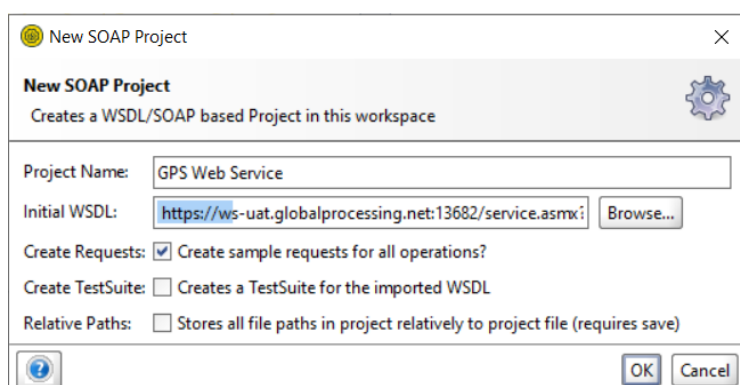 New SOAP Project
New SOAP Project
Creates a WSDL/SOAP based Project in this workspace
Project Name: GPS Web Service
Initial WSDL: https://ws-uat.globalprocessing.net:13682/service.asmx? Browse...
Create Requests: Create sample requests for all operations?
Create TestSuite: Creates a TestSuite for the imported WSDL
Relative Paths: Stores all file paths in project relatively to project file (requires save)
? OK Cancel